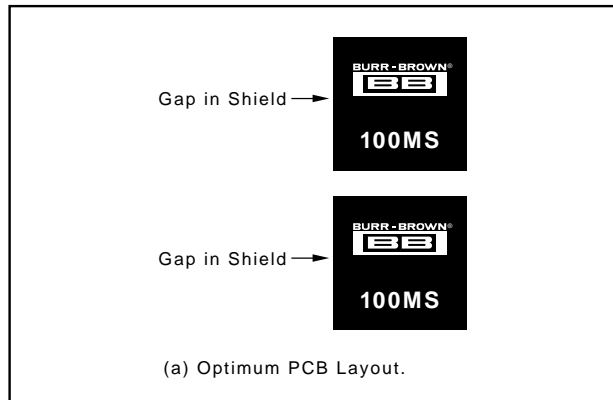 BURR-BROWN®
BB
Gap in Shield
100MS
BURR-BROWN®
BB
Gap in Shield
100MS
(a) Optimum PCB Layout.